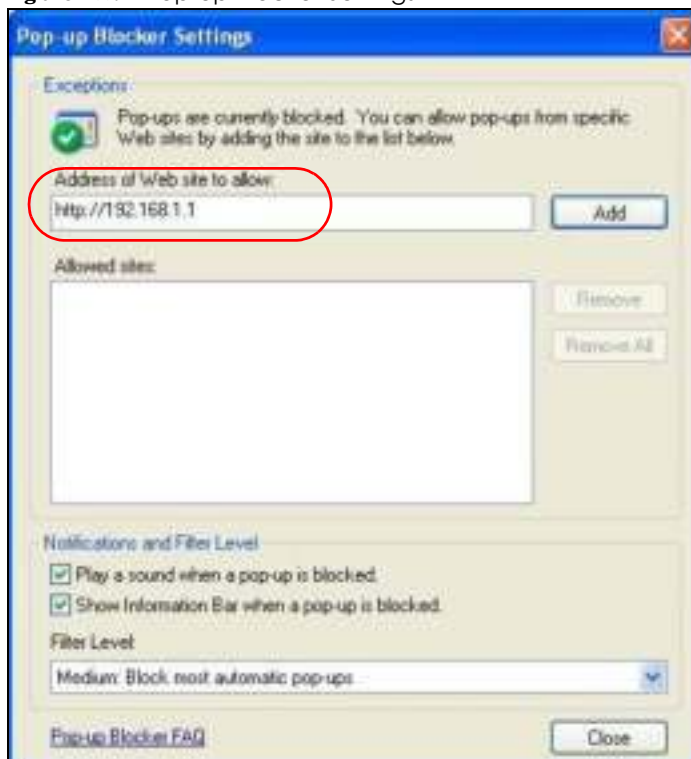 Pop-up Blocker Settings
Exceptions
Pop-ups are currently blocked. You can allow pop-ups from specific
Web sites by adding the site to the list below.
Address of Web site to allow:
http://192.168.1.1
Add
Allowed sites:
Remove
Remove All
Notifications and Filter Level
Play a sound when a pop-up is blocked.
Show Information Bar when a pop-up is blocked.
Filter Level:
Medium: Block most automatic pop-ups
Pop-up Blocker FAQ
Close